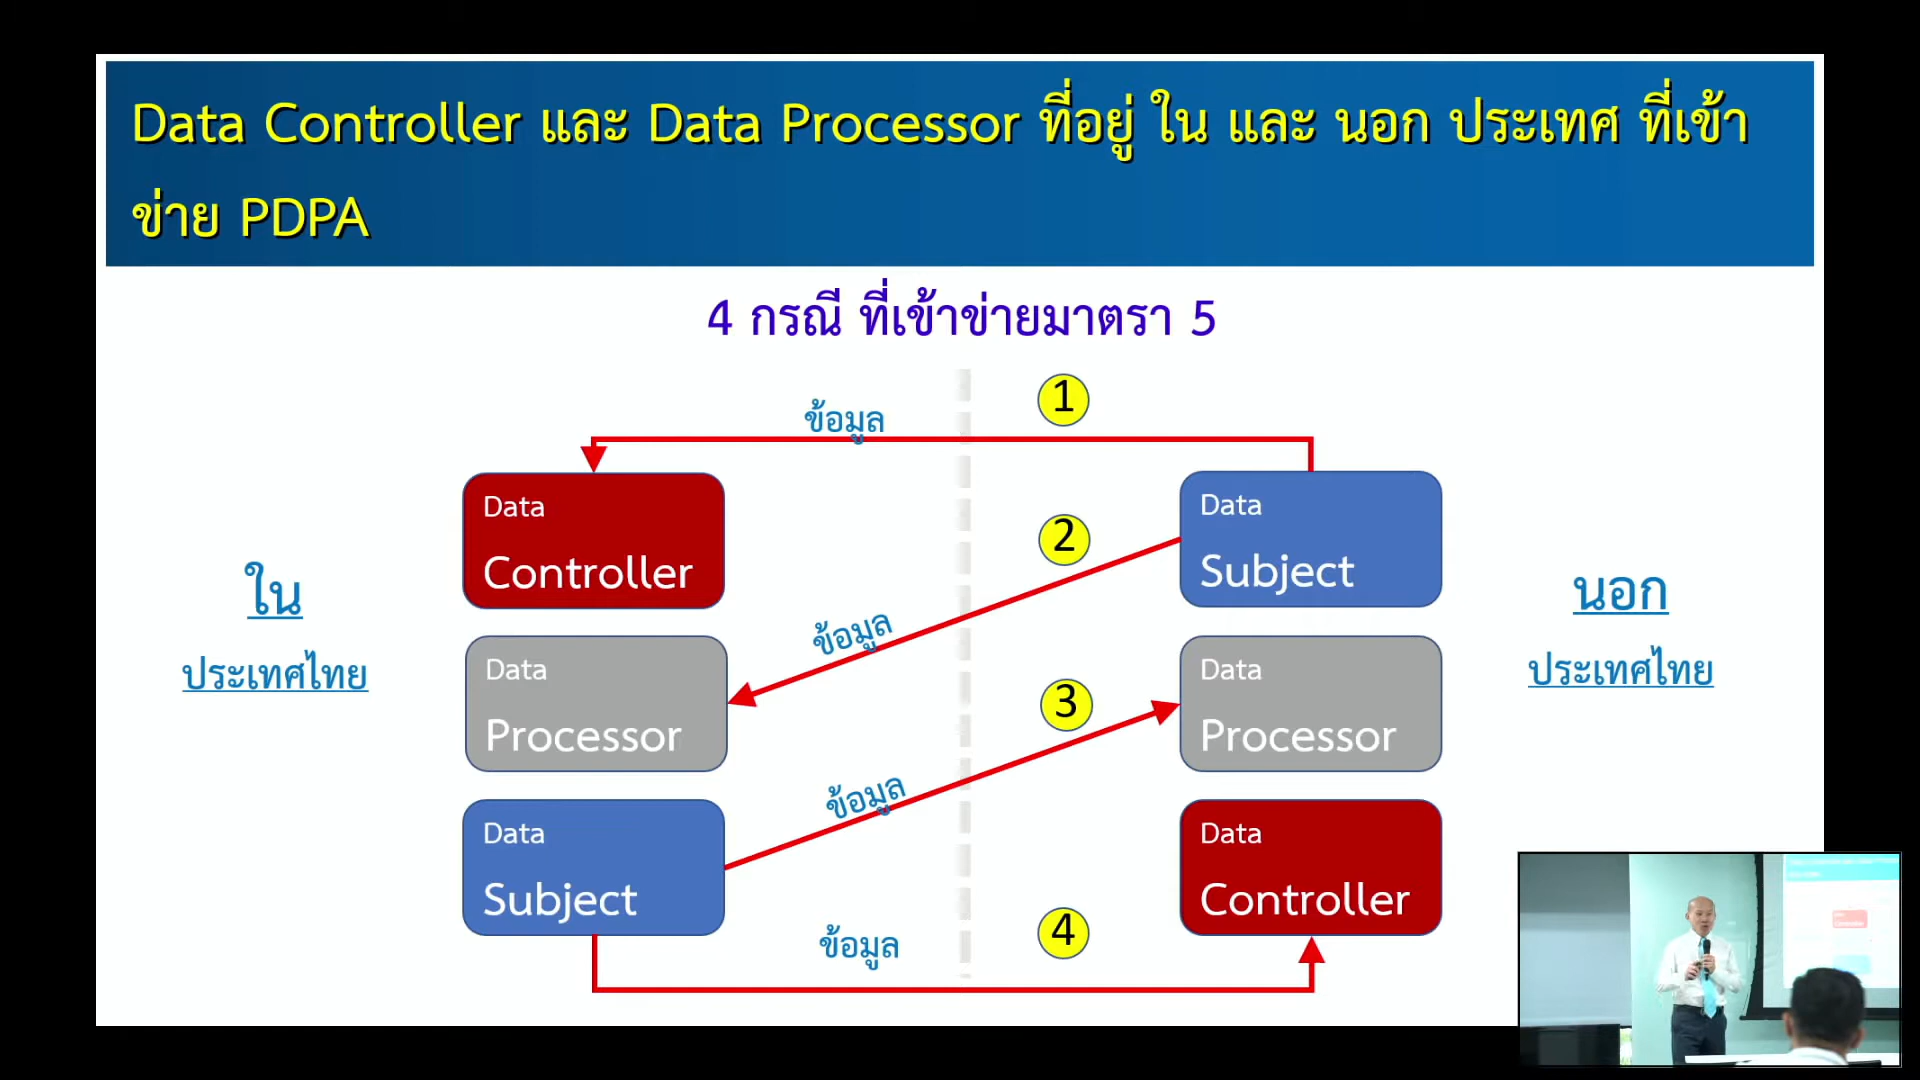 Data Controller และ Data Processor ที่อยู่ ใน และ นอก ประเทศ ที่เข้า
ข่าย PDPA
4 กรณี ที่เข้าข่ายมาตรา 5
1
ข้อมูล
Data
Controller
Data
Subject
2
ข้อมูล
ใน
ประเทศไทย
นอก
ประเทศไทย
Data
Processor
Data
Processor
3
ข้อมูล
Data
Subject
Data
Controller
4
ข้อมูล